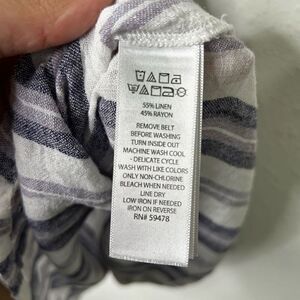 55% LINEN
45% RAYON
REMOVE BELT
BEFORE WASHING
TURN INSIDE OUT
MACHINE WASH COOL
- DELICATE CYCLE
WASH WITH LIKE COLORS
ONLY NON-CHLORINE
BLEACH WHEN NEEDED
LINE DRY
LOW IRON IF NEEDED
IRON ON REVERSE
RN# 59478